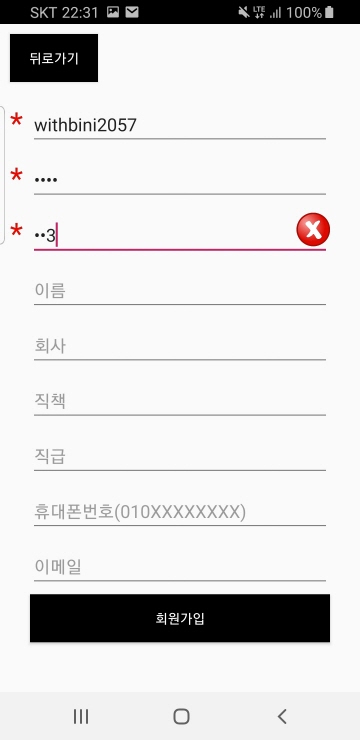 SKT 22:31 LTE 100%
뒤로가기
* withbini2057
* ••••
* ••3
이름
회사
직책
직급
휴대폰번호(010XXXXXXXX)
이메일
회원가입